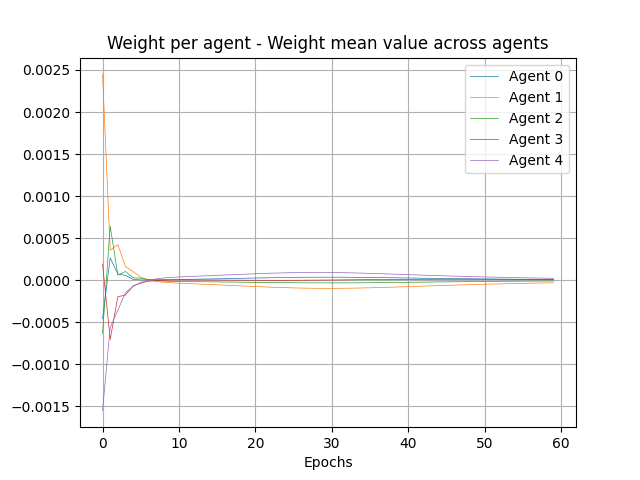 Weight per agent - Weight mean value across agents
0.0025
0.0020
0.0015
0.0010
0.0005
0.0000
−0.0005
−0.0010
−0.0015
Agent 0
Agent 1
Agent 2
Agent 3
Agent 4
0 10 20 30 40 50 60
Epochs